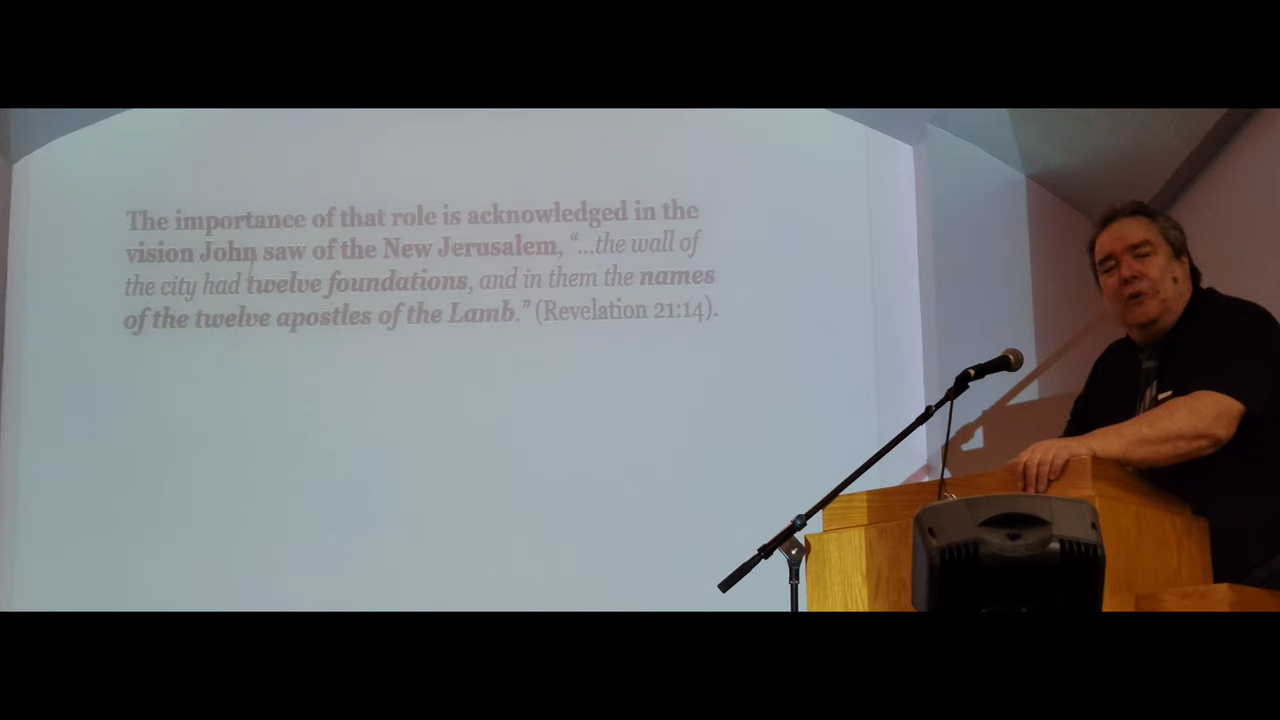 The importance of that role is acknowledged in the
vision John saw of the New Jerusalem, “...the wall of
the city had twelve foundations, and in them the names
of the twelve apostles of the Lamb.” (Revelation 21:14).